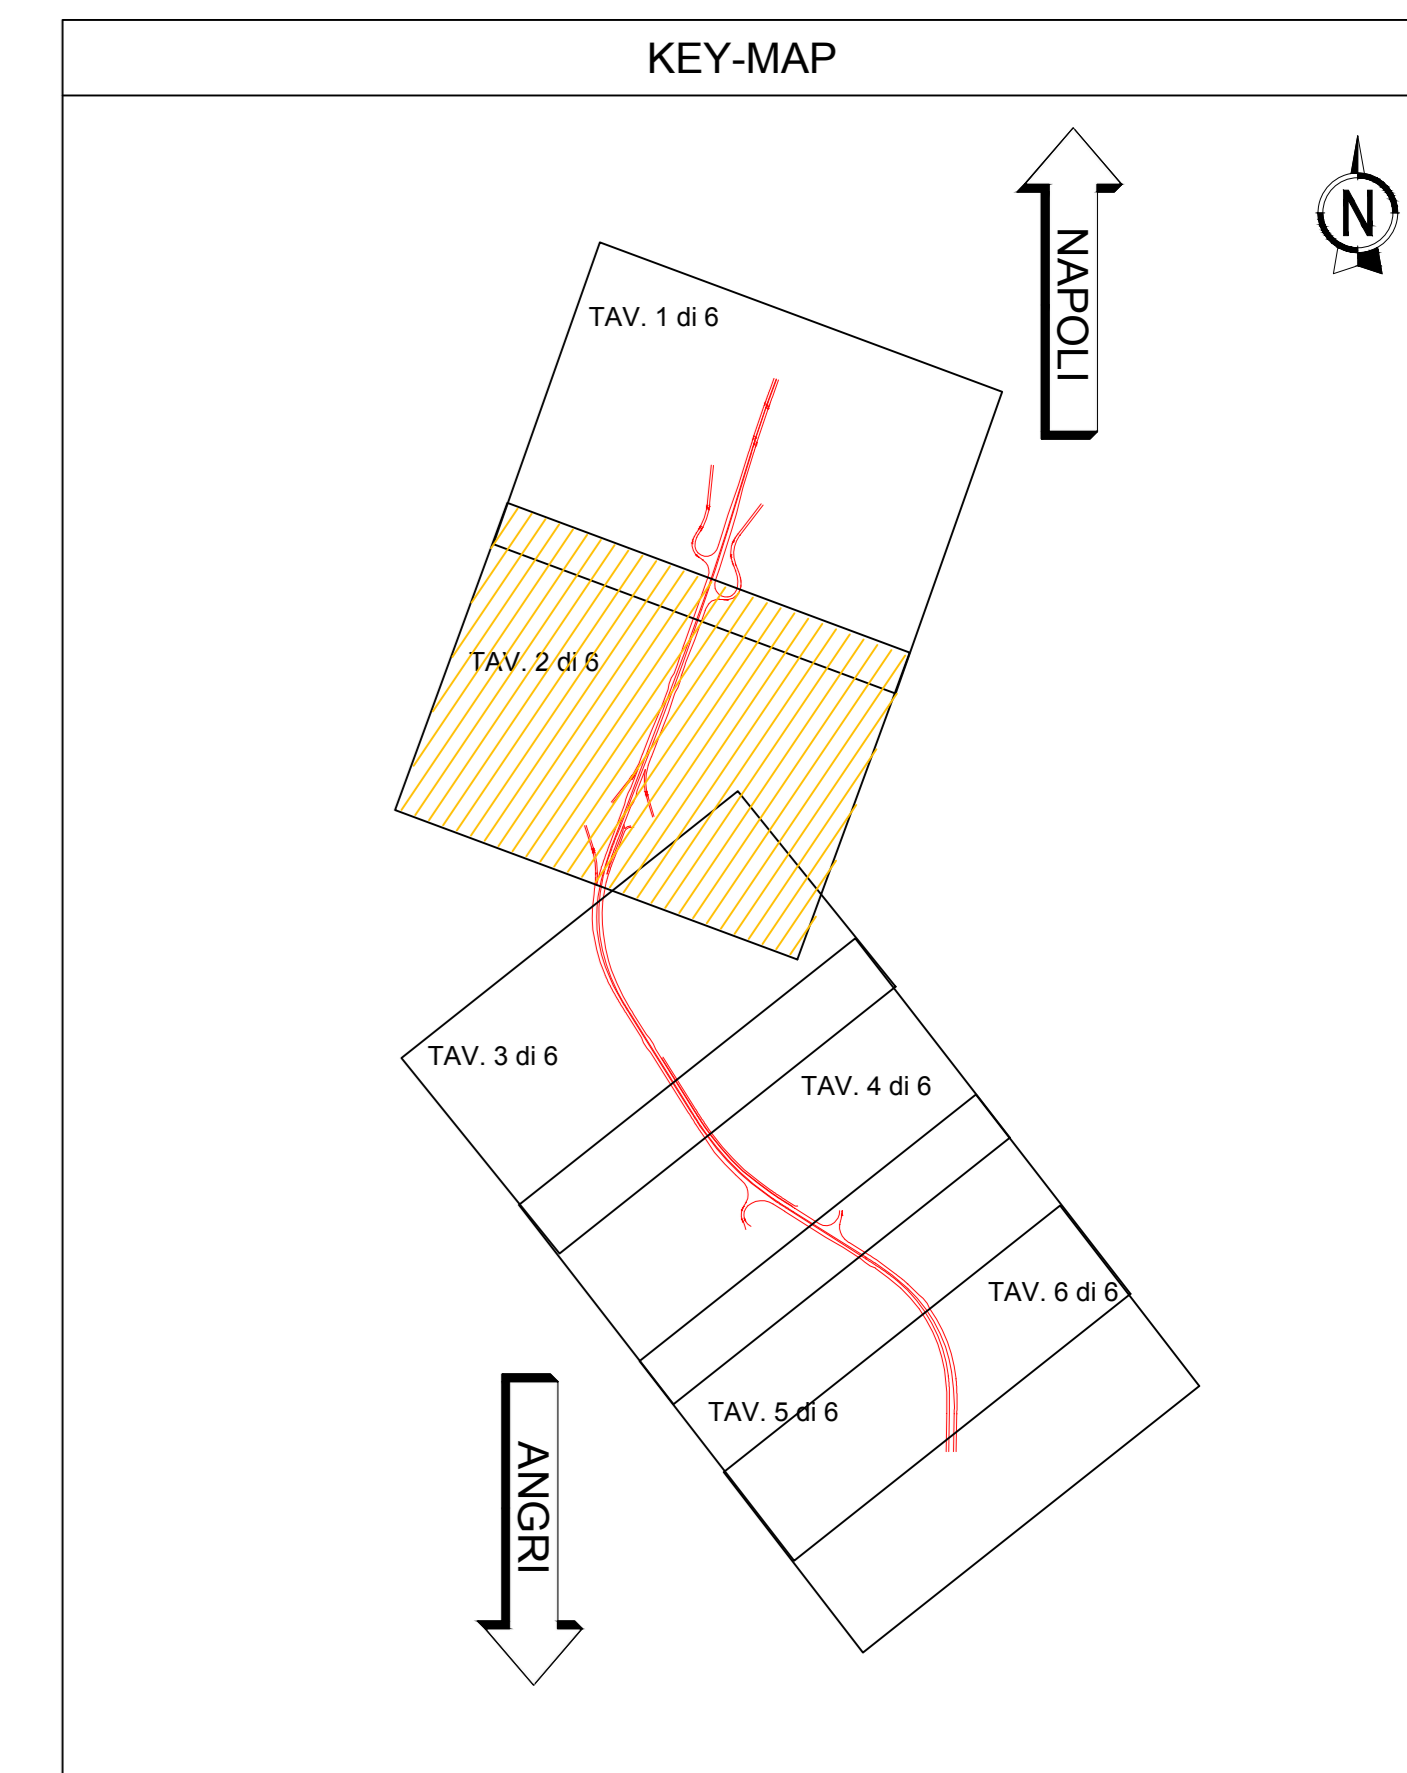 KEY-MAP
N
NAPOLI
TAV. 1 di 6
TAV. 2 di 6
TAV. 3 di 6
TAV. 4 di 6
TAV. 6 di 6
TAV. 5 di 6
ANGRI